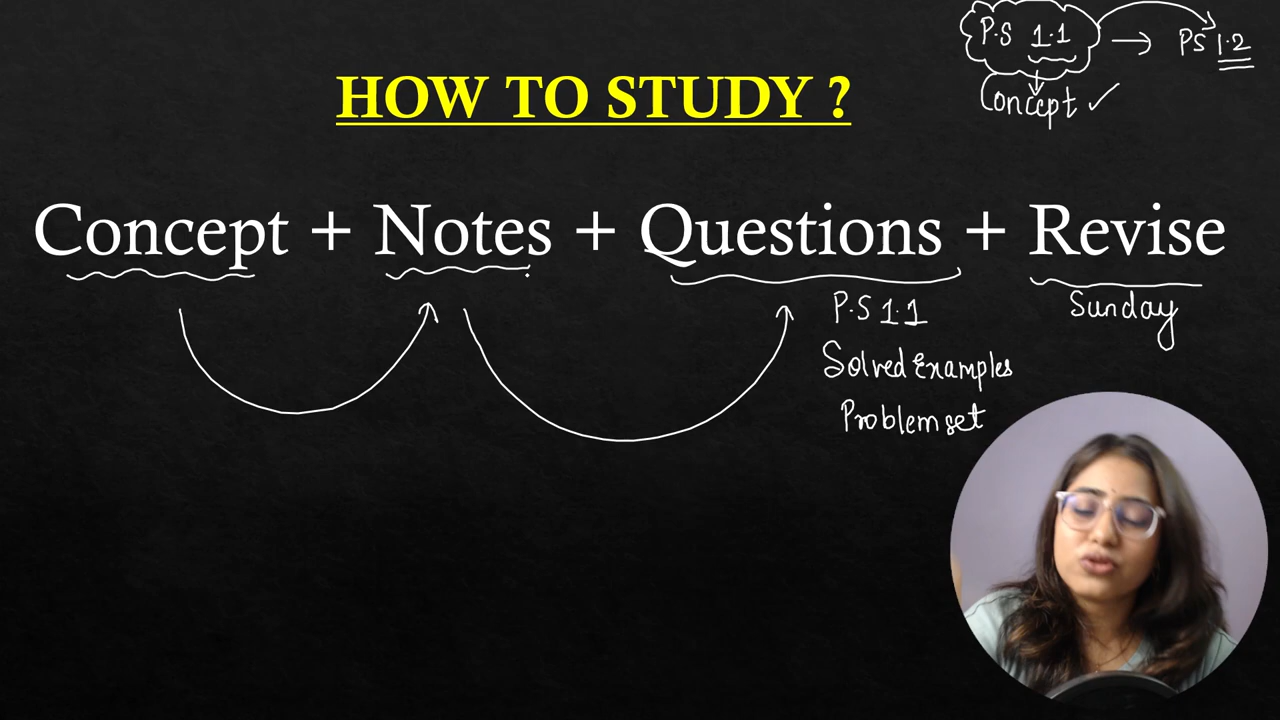 P.S 1.1 → PS 1.2
Concept ✓
HOW TO STUDY ?
Concept + Notes + Questions + Revise
P.S 1.1
Sunday
Solved Examples
Problem set